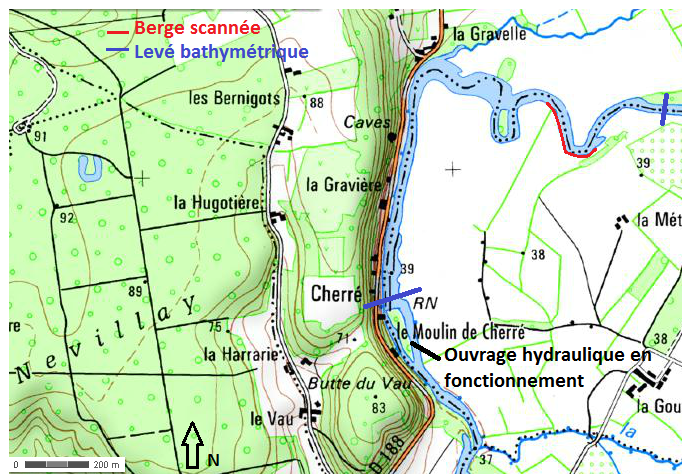 Berge scannée
Levé bathymétrique
la Gravelle
les Bernigots
88
Caves
91
39
la Gravière
la Hugotière
92
la Mét
39
38
89
Cherré
RN
Nevillay
75
71
le Moulin de Cherré
re
la Harrarie
Ouvrage hydraulique en
fonctionnement
38
Butte du Vau
83
le Vau
la Gou
la
D 188
37
N
0 200 m